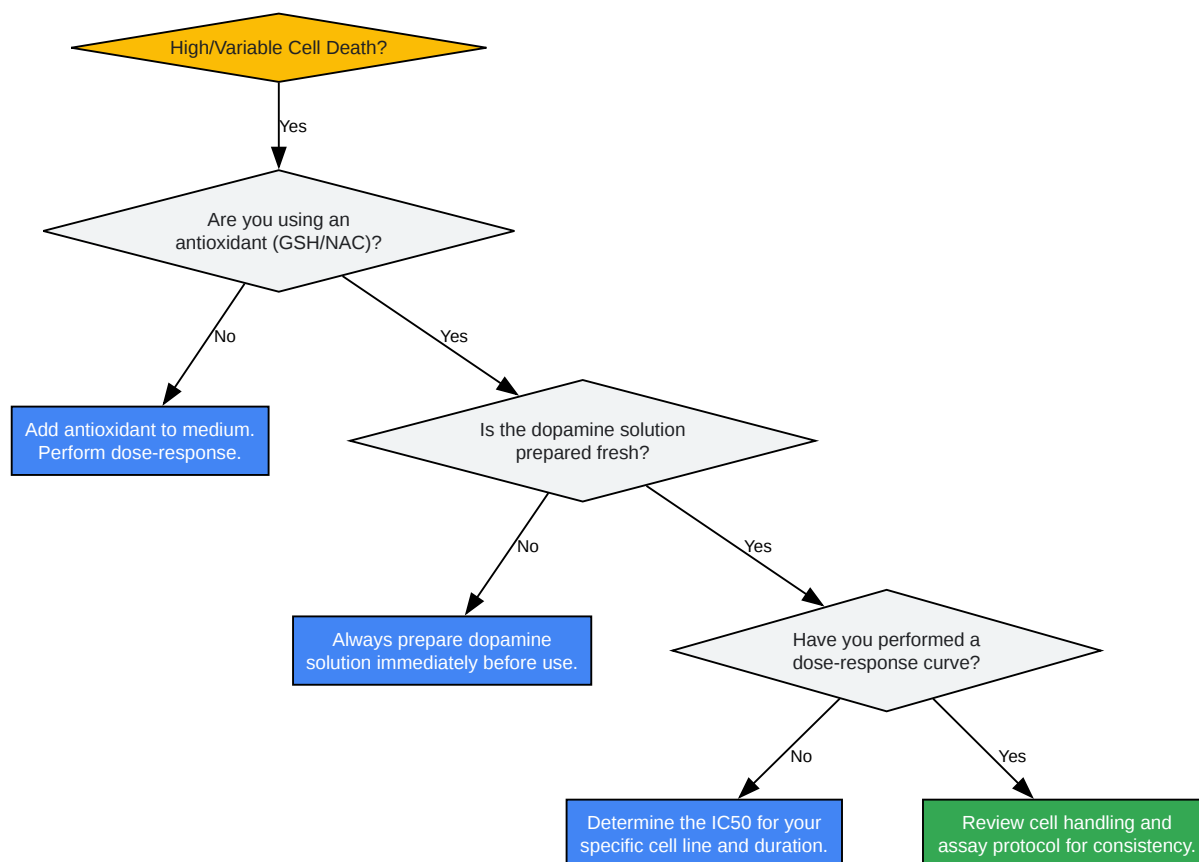 High/Variable Cell Death?
Yes
Are you using an
antioxidant (GSH/NAC)?
No
Yes
Add antioxidant to medium.
Perform dose-response.
Is the dopamine solution
prepared fresh?
No
Yes
Always prepare dopamine
solution immediately before use.
Have you performed a
dose-response curve?
No
Yes
Determine the IC50 for your
specific cell line and duration.
Review cell handling and
assay protocol for consistency.